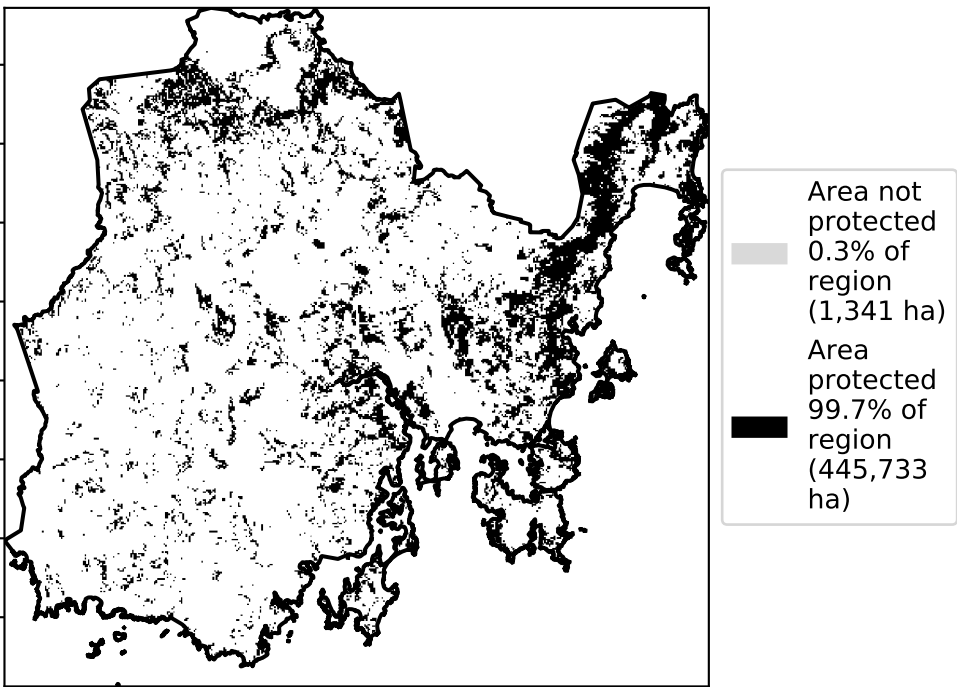 Area not
protected
0.3% of
region
(1,341 ha)
Area
protected
99.7% of
region
(445,733
ha)